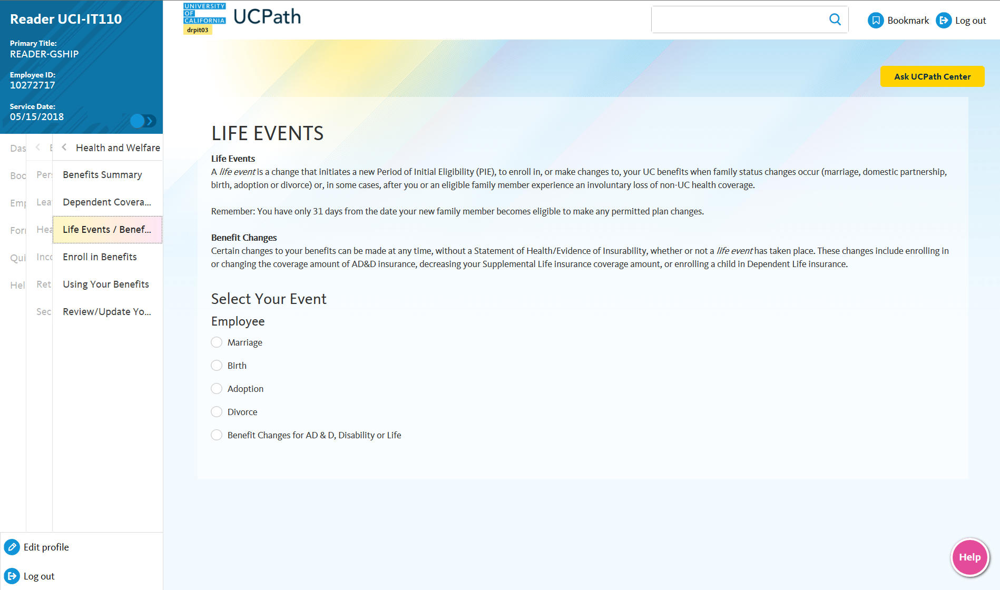 Reader UCI-IT110
Primary Title:
READER-GSHIP
Employee ID:
10272717
Service Date:
05/15/2018
UNIVERSITY
OF
CALIFORNIA
UCPath
drpit03
Bookmark
Log out
Ask UCPath Center
Das
Boo
Emp
Forr
Qui
Hel
E
Pers
Lea
Hea
Inco
Ret
Sec
Health and Welfare
Benefits Summary
Dependent Covera...
Life Events / Benef...
Enroll in Benefits
Using Your Benefits
Review/Update Yo...
Edit profile
Log out
LIFE EVENTS
Life Events
A life event is a change that initiates a new Period of Initial Eligibility (PIE), to enroll in, or make changes to, your UC benefits when family status changes occur (marriage, domestic partnership,
birth, adoption or divorce) or, in some cases, after you or an eligible family member experience an involuntary loss of non-UC health coverage.
Remember: You have only 31 days from the date your new family member becomes eligible to make any permitted plan changes.
Benefit Changes
Certain changes to your benefits can be made at any time, without a Statement of Health/Evidence of Insurability, whether or not a life event has taken place. These changes include enrolling in
or changing the coverage amount of AD&D insurance, decreasing your Supplemental Life insurance coverage amount, or enrolling a child in Dependent Life insurance.
Select Your Event
Employee
Marriage
Birth
Adoption
Divorce
Benefit Changes for AD & D, Disability or Life
Help